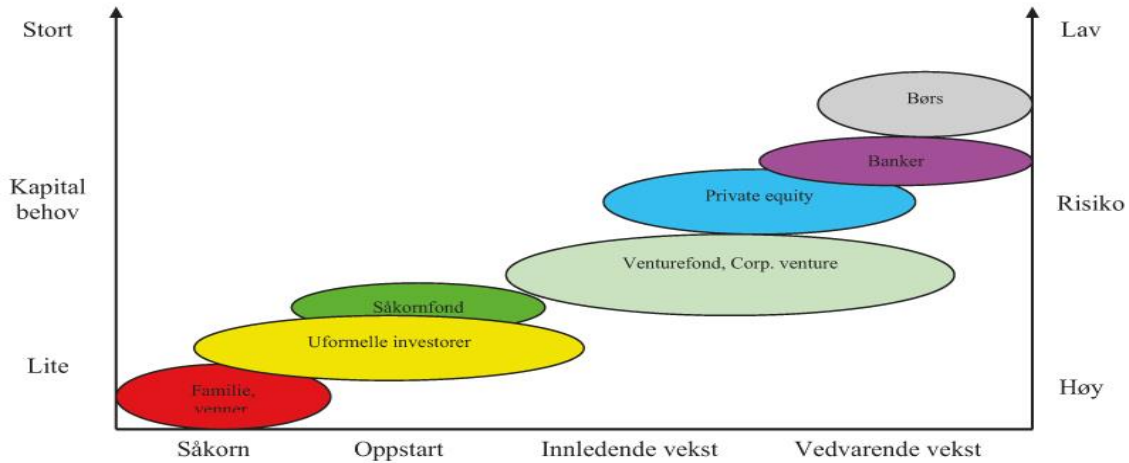 Stort
Lav
Børs
Banker
Kapital
behov
Private equity
Risiko
Venturefond, Corp. venture
Såkornfond
Uformelle investorer
Lite
Familie,
venner
Høy
Såkorn
Oppstart
Innledende vekst
Vedvarende vekst